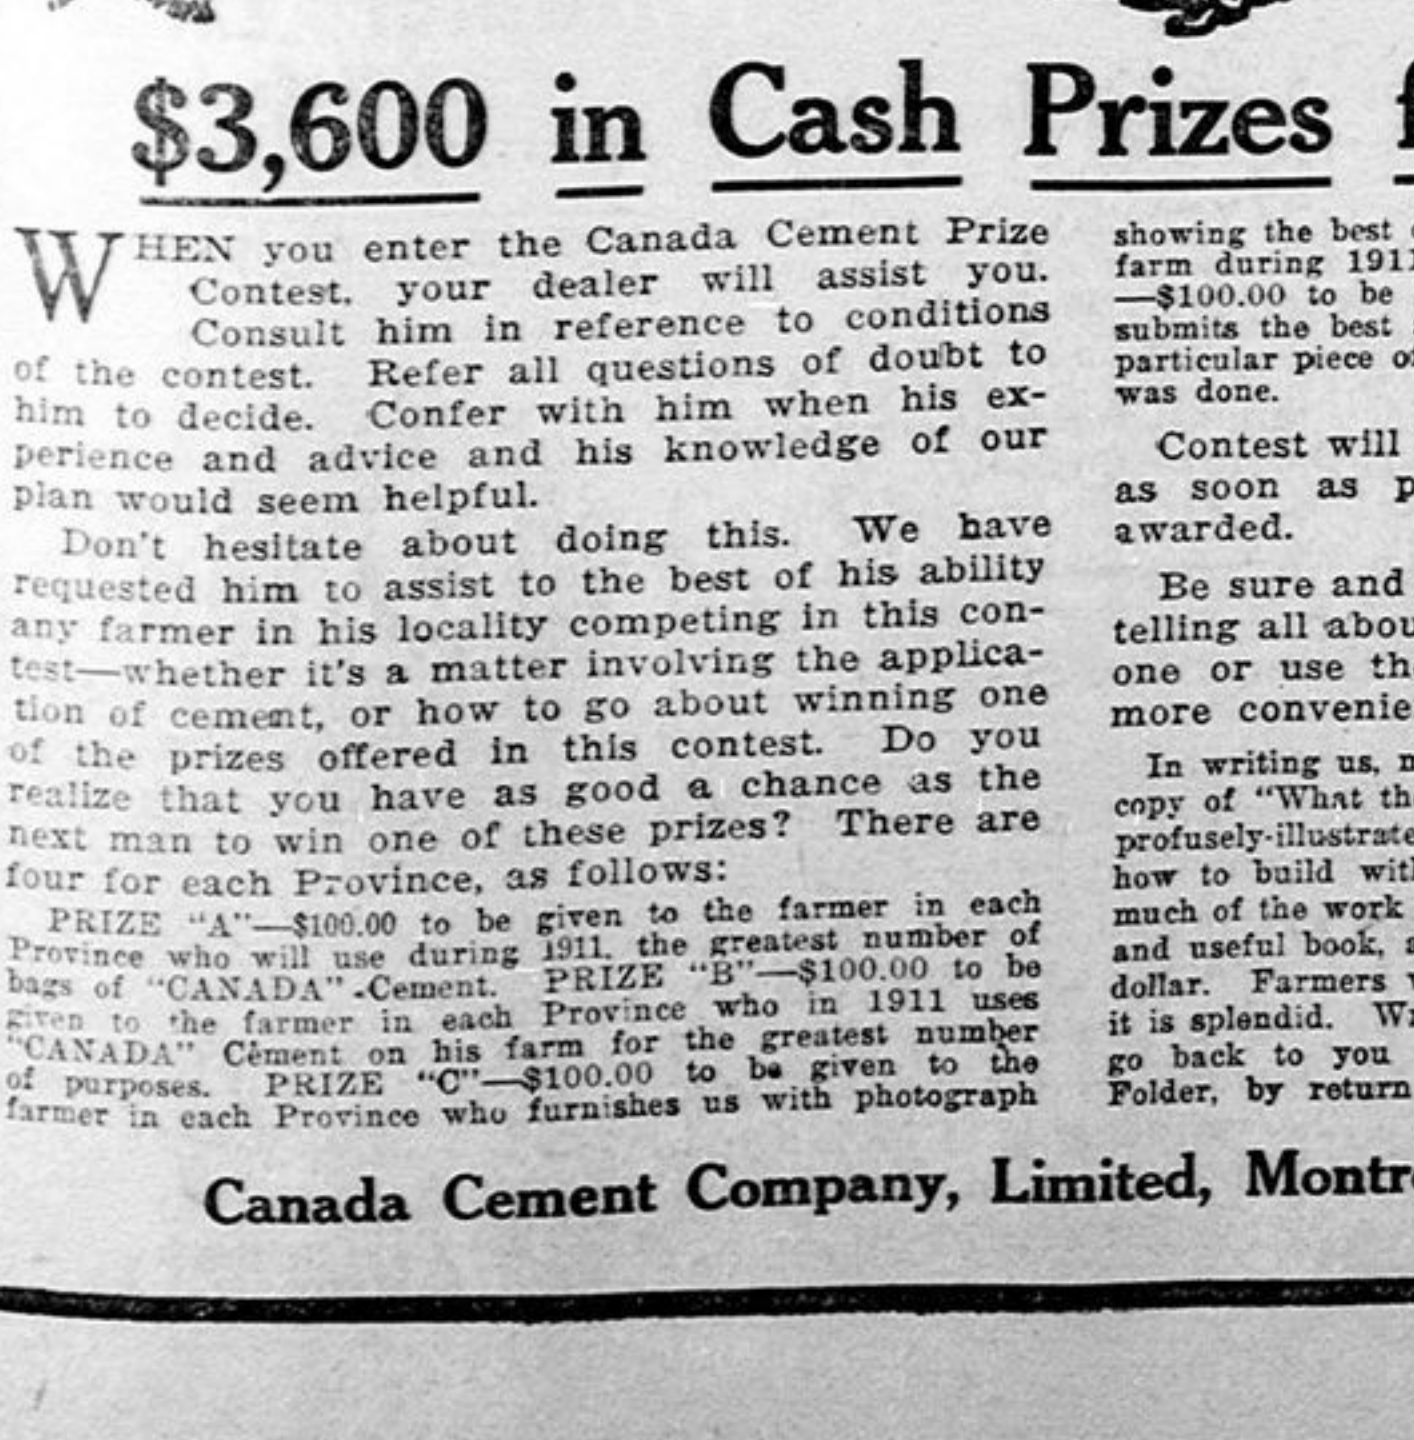 $3,600 in Cash Prizes
WHEN you enter the Canada Cement Prize
Contest. your dealer will assist you.
Consult him in reference to conditions
of the contest. Refer all questions of doubt to
him to decide. Confer with him when his ex-
perience and advice and his knowledge of our
plan would seem helpful.
Don't hesitate about doing this. We have
requested him to assist to the best of his ability
any farmer in his locality competing in this con-
test—whether it's a matter involving the applica-
tion of cement, or how to go about winning one
of the prizes offered in this contest. Do you
realize that you have as good a chance as the
next man to win one of these prizes? There are
four for each Province, as follows:
PRIZE "A"—$100.00 to be given to the farmer in each
Province who will use during 1911. the greatest number of
bags of "CANADA" Cement. PRIZE "B"—$100.00 to be
given to the farmer in each Province who in 1911 uses
"CANADA" Cement on his farm for the greatest number
of purposes. PRIZE "C"—$100.00 to be given to the
farmer in each Province who furnishes us with photograph
showing the best
farm during 1911
—$100.00 to be
submits the best
particular piece
was done.
Contest will
as soon as
awarded.
Be sure and
telling all
one or use
more
In writing us,
copy of "What
how to build
much of the work
and useful book,
dollar. Farmers
it is splendid.
go back to you
Folder, by return
Canada Cement Company, Limited,